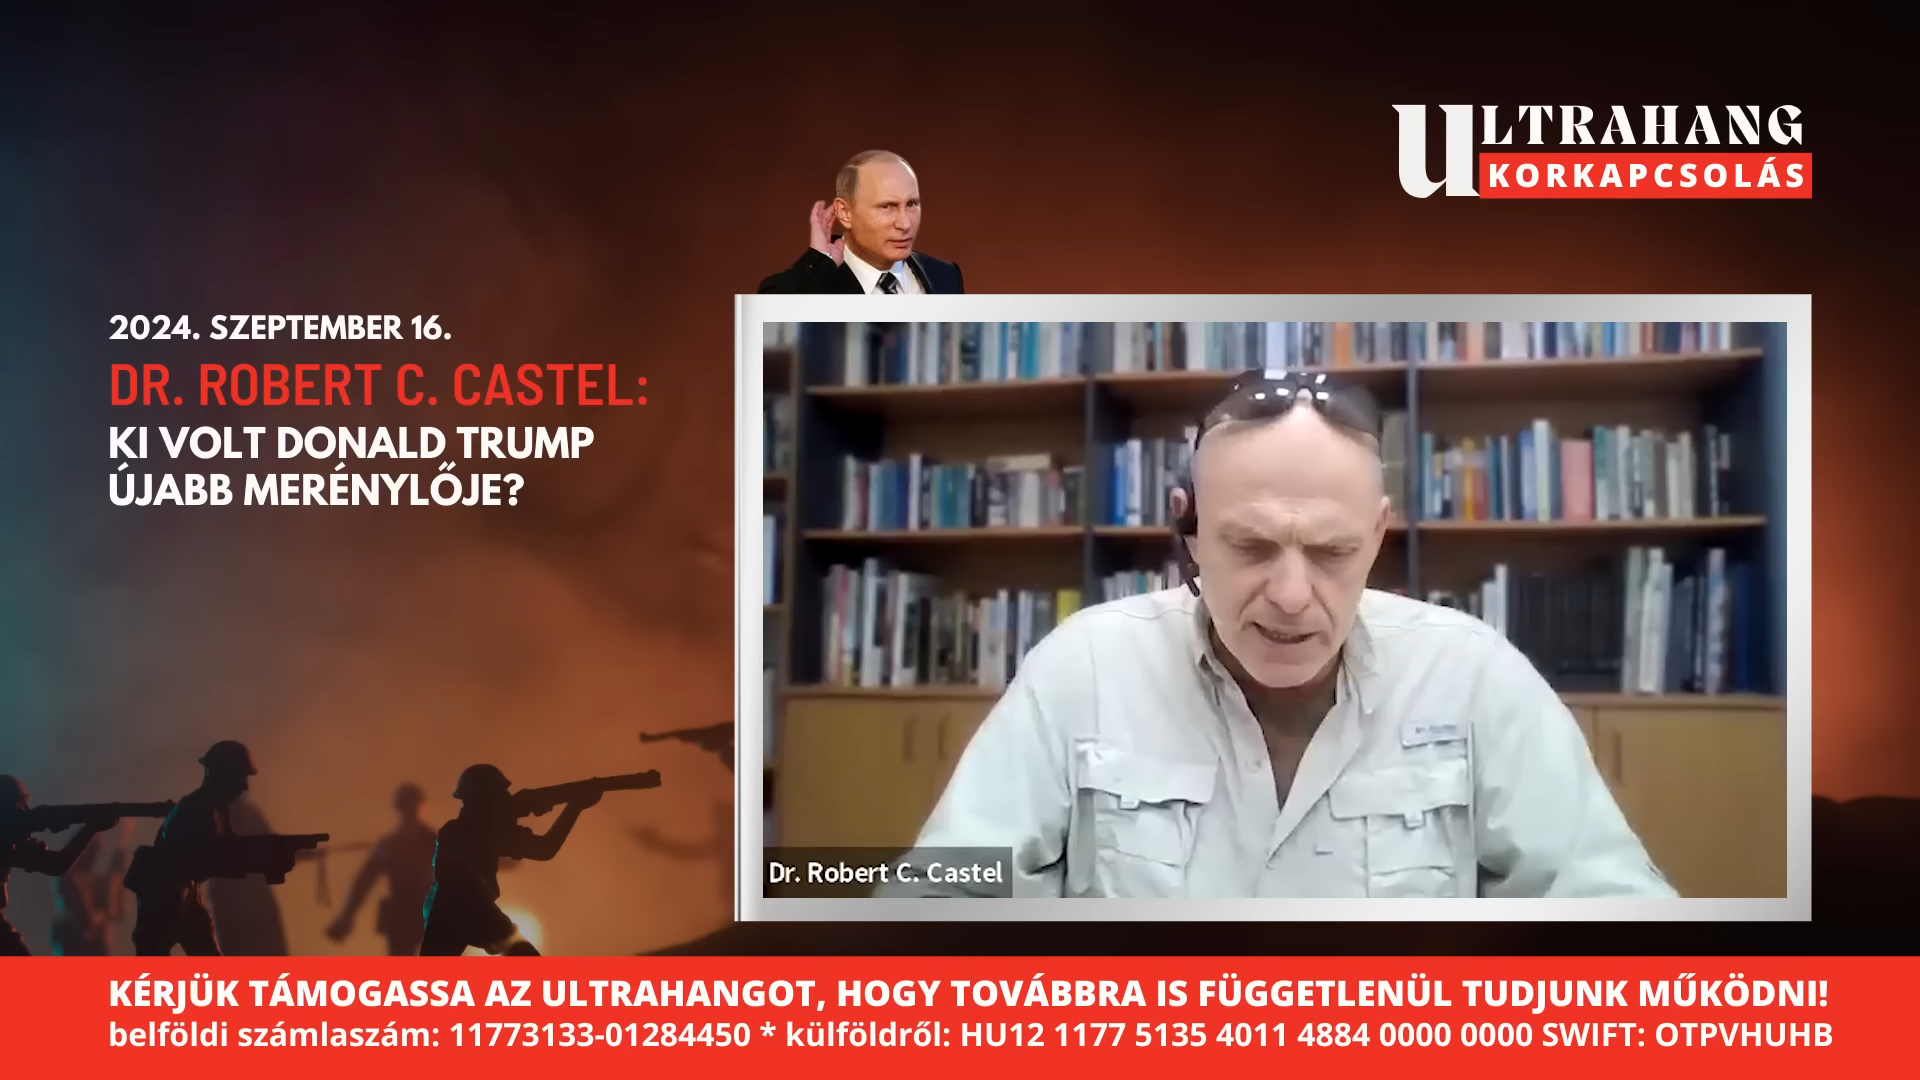 ULTRAHANG
KORKAPCSOLÁS
2024. SZEPTEMBER 16.
DR. ROBERT C. CASTEL:
KI VOLT DONALD TRUMP
ÚJABB MERÉNYLŐJE?
Dr. Robert C. Castel
KÉRJÜK TÁMOGASSA AZ ULTRAHANGOT, HOGY TOVÁBBRA IS FÜGGETLENÜL TUDJUNK MŰKÖDNI!
belföldi számlaszám: 11773133-01284450 * külföldről: HU12 1177 5135 4011 4884 0000 0000 SWIFT: OTPVHUHB